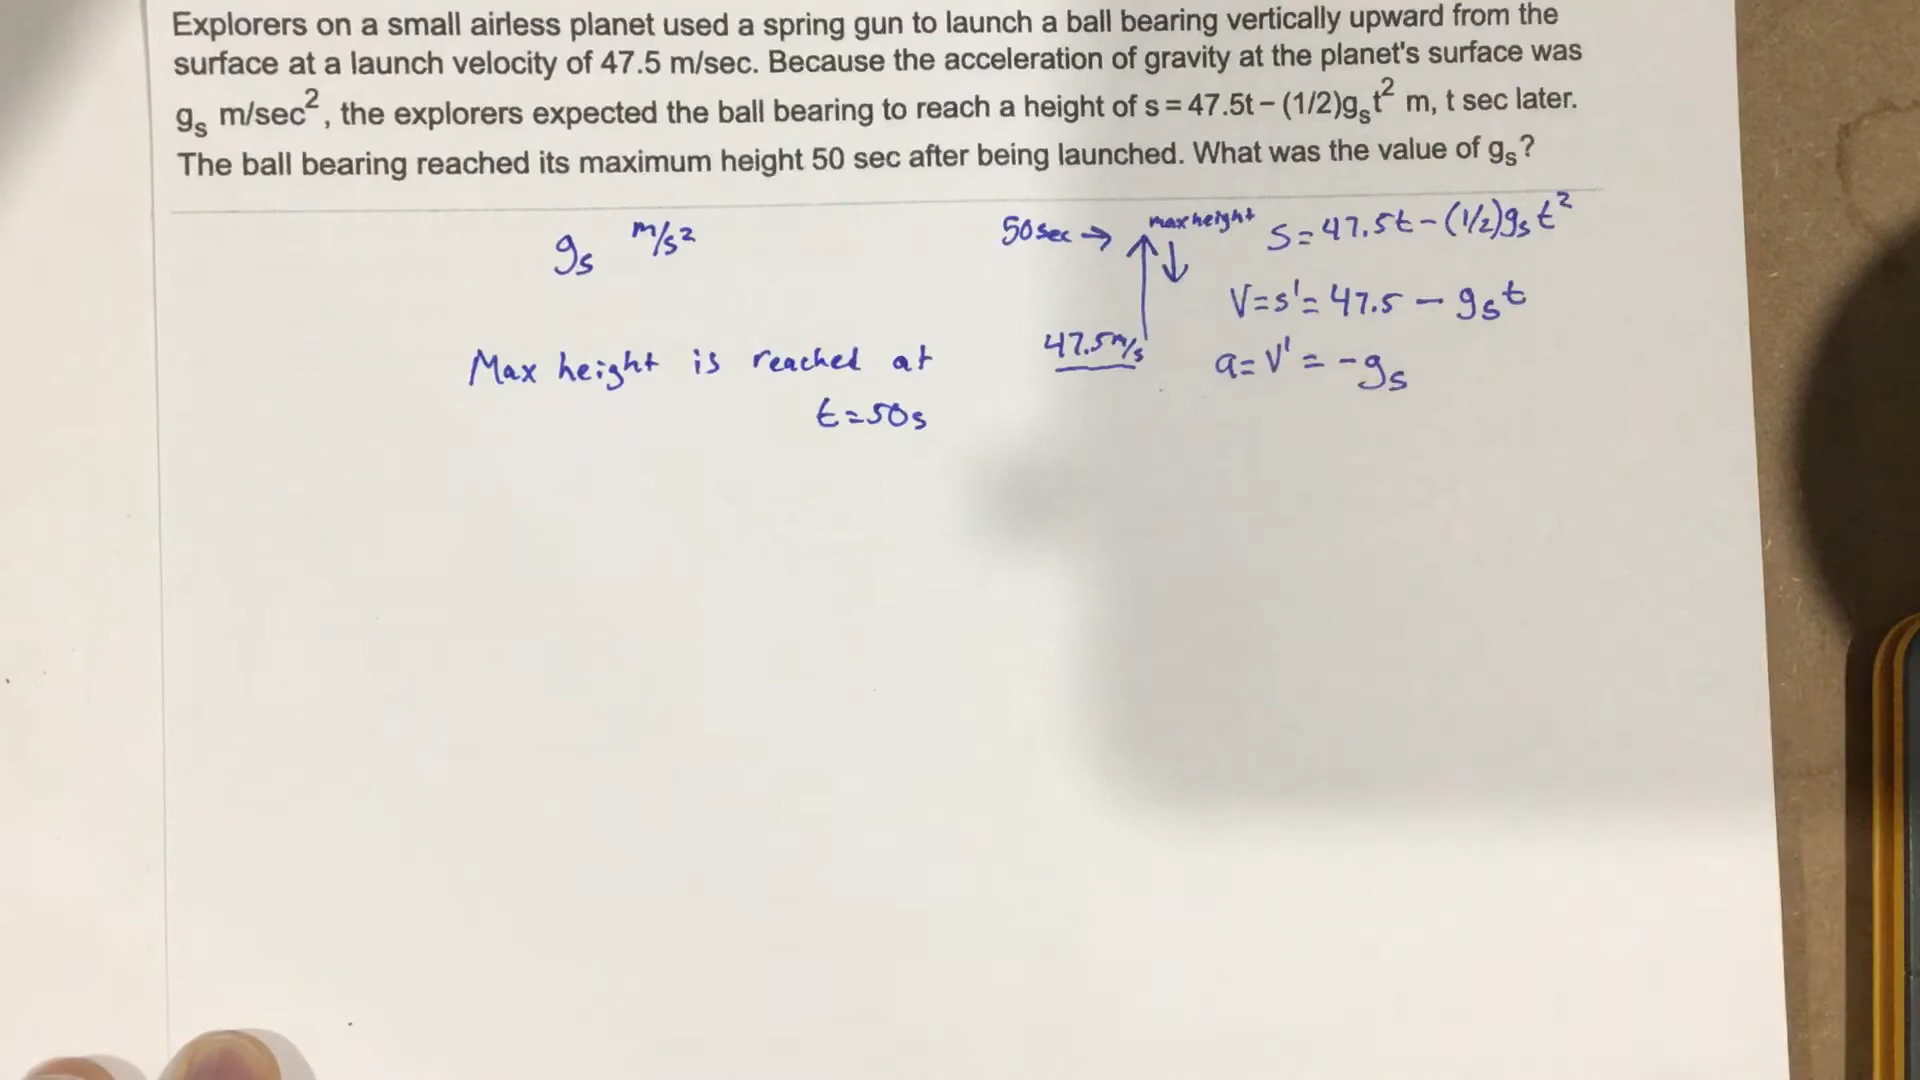 Explorers on a small airless planet used a spring gun to launch a ball bearing vertically upward from the
surface at a launch velocity of 47.5 m/sec. Because the acceleration of gravity at the planet's surface was
gₛ m/sec², the explorers expected the ball bearing to reach a height of s = 47.5t − (1/2)gₛt² m, t sec later.
The ball bearing reached its maximum height 50 sec after being launched. What was the value of gₛ?
gₛ m/s²
50sec → max height
47.5m/s
S = 47.5t − (1/2)gₛt²
V = s' = 47.5 − gₛt
a = V' = −gₛ
Max height is reached at
t = 50s